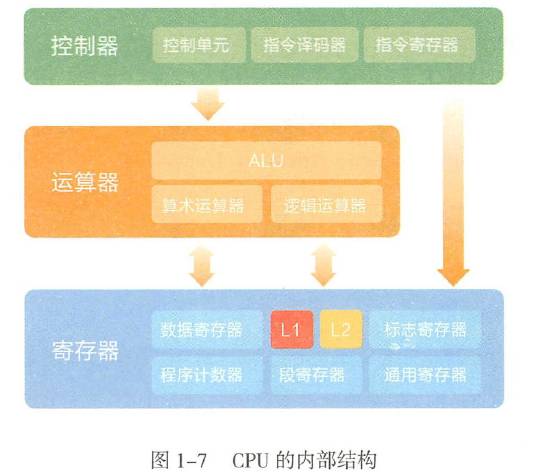 控制器 控制单元 指令译码器 指令寄存器
ALU
运算器
算术运算器 逻辑运算器
数据寄存器 L1 L2 标志寄存器
寄存器
程序计数器 段寄存器 通用寄存器
图 1-7 CPU 的内部结构